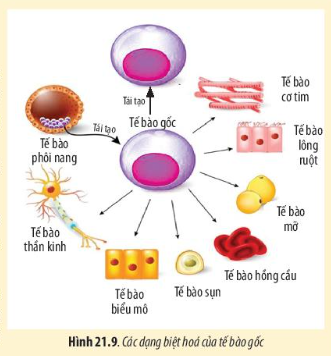 Tái tạo
Tế bào gốc
Tế bào
cơ tim
Tái tạo
Tế bào
phôi nang
Tế bào
lông
ruột
Tế bào
mỡ
Tế bào
thần kinh
Tế bào
biểu mô
Tế bào sụn
Tế bào hồng cầu
Hình 21.9. Các dạng biệt hoá của tế bào gốc